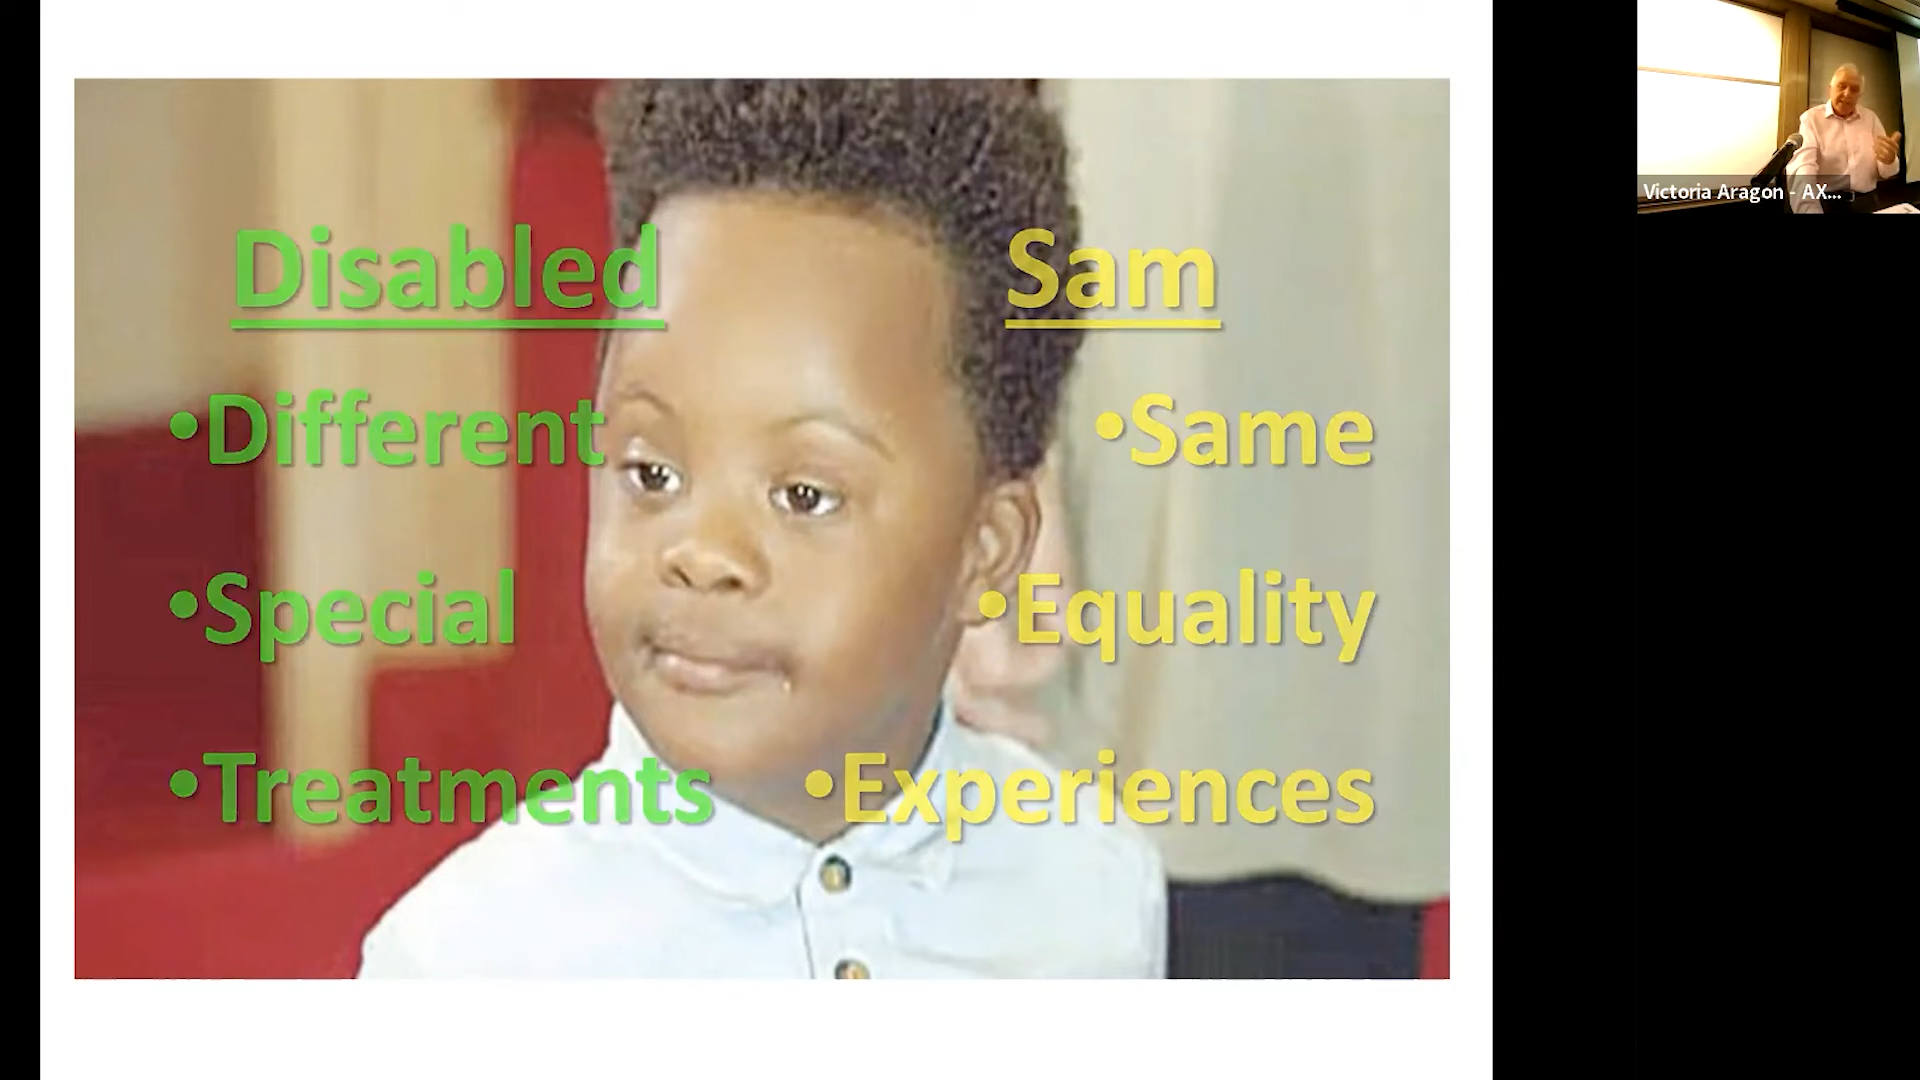 Disabled
•Different
•Special
•Treatments
Sam
•Same
•Equality
•Experiences
Victoria Aragon - AX...